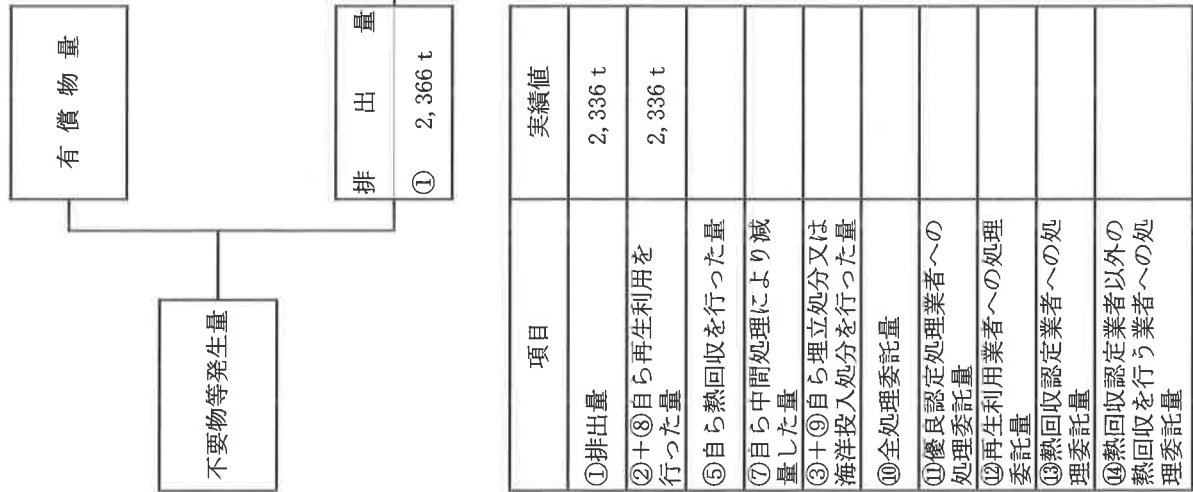 有償物量
不要物等発生量
排出量
① 2,366 t
項目
実績値
①排出量
2,336 t
②+⑧自ら再生利用を
行った量
2,336 t
⑤自ら熱回収を行った量
⑦自ら中間処理により減
量した量
③+⑨自ら埋立処分又は
海洋投入処分を行った量
⑩全処理委託量
⑪優良認定処理業者への
処理委託量
⑫再生利用業者への処理
委託量
⑬熱回収認定業者への処
理委託量
⑭熱回収認定業者以外の
熱回収を行う業者への処
理委託量